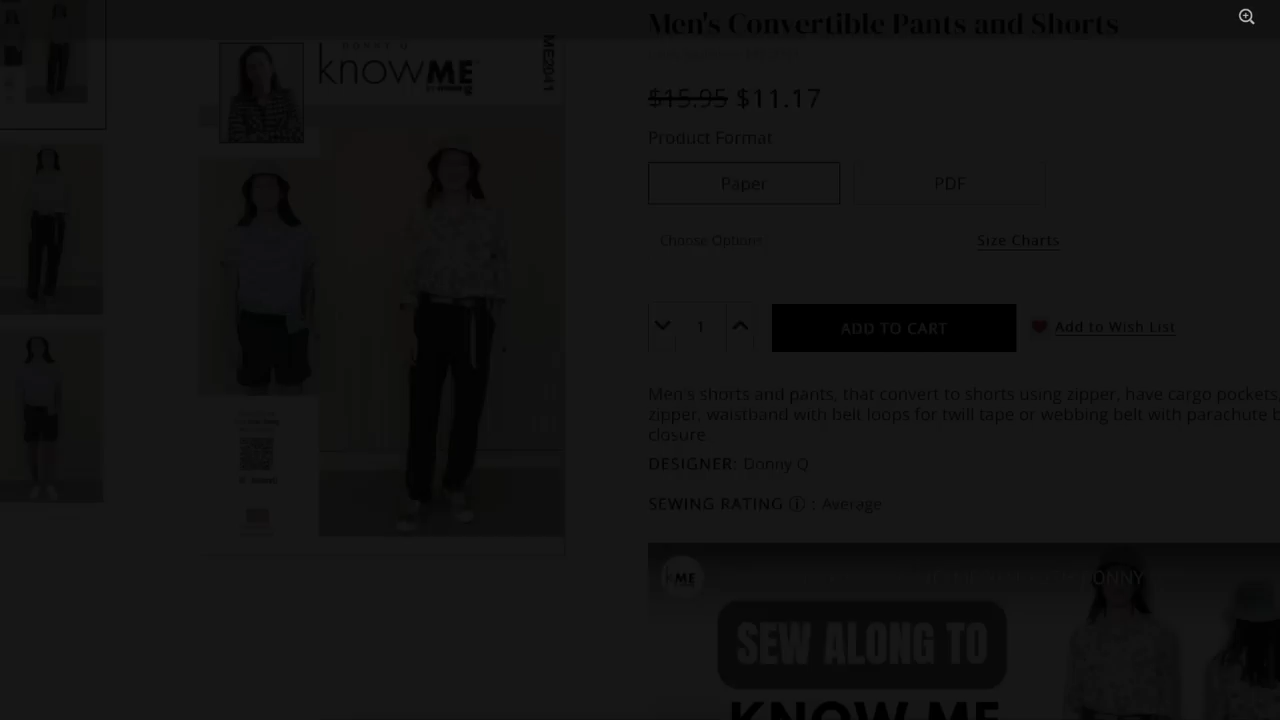 Men's Convertible Pants and Shorts
DONNY Q
knowME
ME2041
$15.95 $11.17
Product Format
Paper
PDF
Choose Options
Size Charts
1
ADD TO CART
Add to Wish List
Men's shorts and pants, that convert to shorts using zipper, have cargo pockets
zipper, waistband with belt loops for twill tape or webbing belt with parachute b
closure.
DESIGNER: Donny Q
SEWING RATING ⓘ : Average
ME
ONNY
SEW ALONG TO
KNOW ME